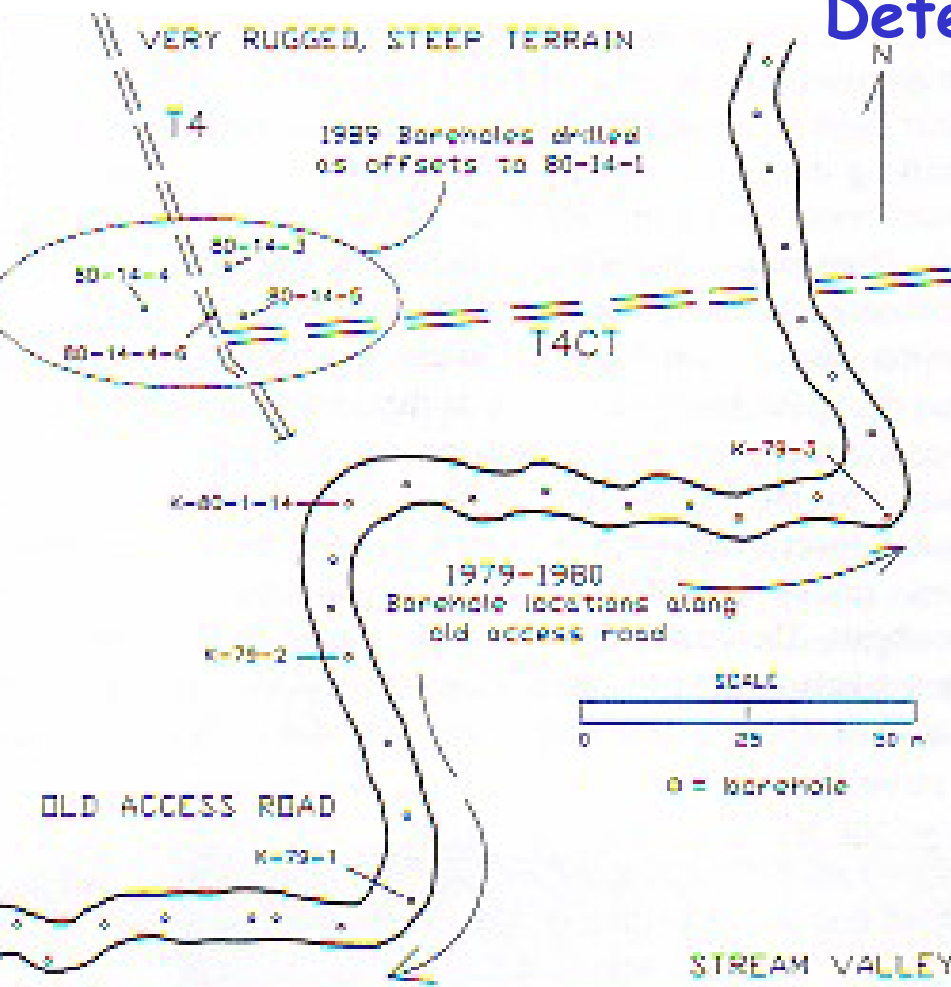 Dete
VERY RUGGED, STEEP TERRAIN
N
T4
1989 Boreholes drilled
as offsets to 80-14-1
80-14-3
80-14-4
80-14-5
80-14-4-6
T4CT
K-79-3
K-80-1-14
1979-1980
Borehole locations along
old access road
K-79-2
SCALE
0 25 50 m
0 = borehole
OLD ACCESS ROAD
K-79-1
STREAM VALLEY